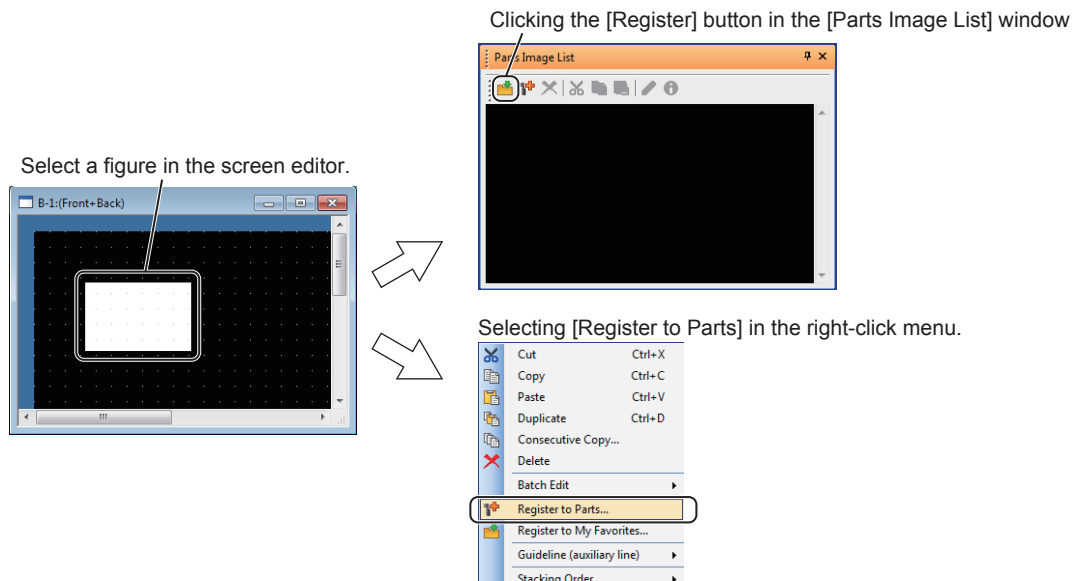 Clicking the [Register] button in the [Parts Image List] window
Parts Image List
Select a figure in the screen editor.
B-1:(Front+Back)
Selecting [Register to Parts] in the right-click menu.
Cut Ctrl+X
Copy Ctrl+C
Paste Ctrl+V
Duplicate Ctrl+D
Consecutive Copy...
Delete
Batch Edit
Register to Parts...
Register to My Favorites...
Guideline (auxiliary line)
Stacking Order